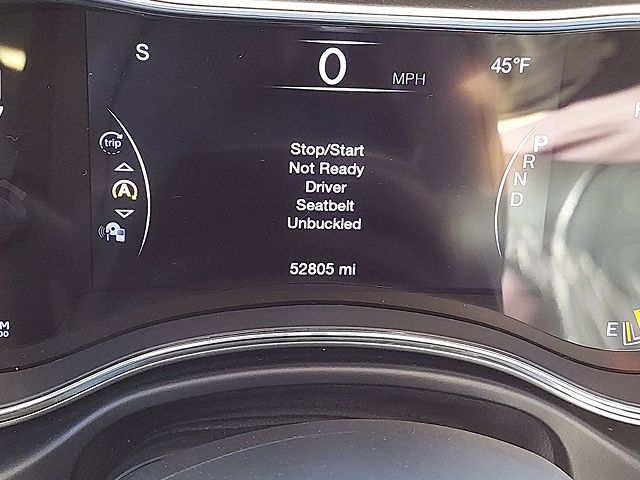 S 0 MPH 45°F
trip
A
Stop/Start
Not Ready
Driver
Seatbelt
Unbuckled
52805 mi
P
R
N
D
E